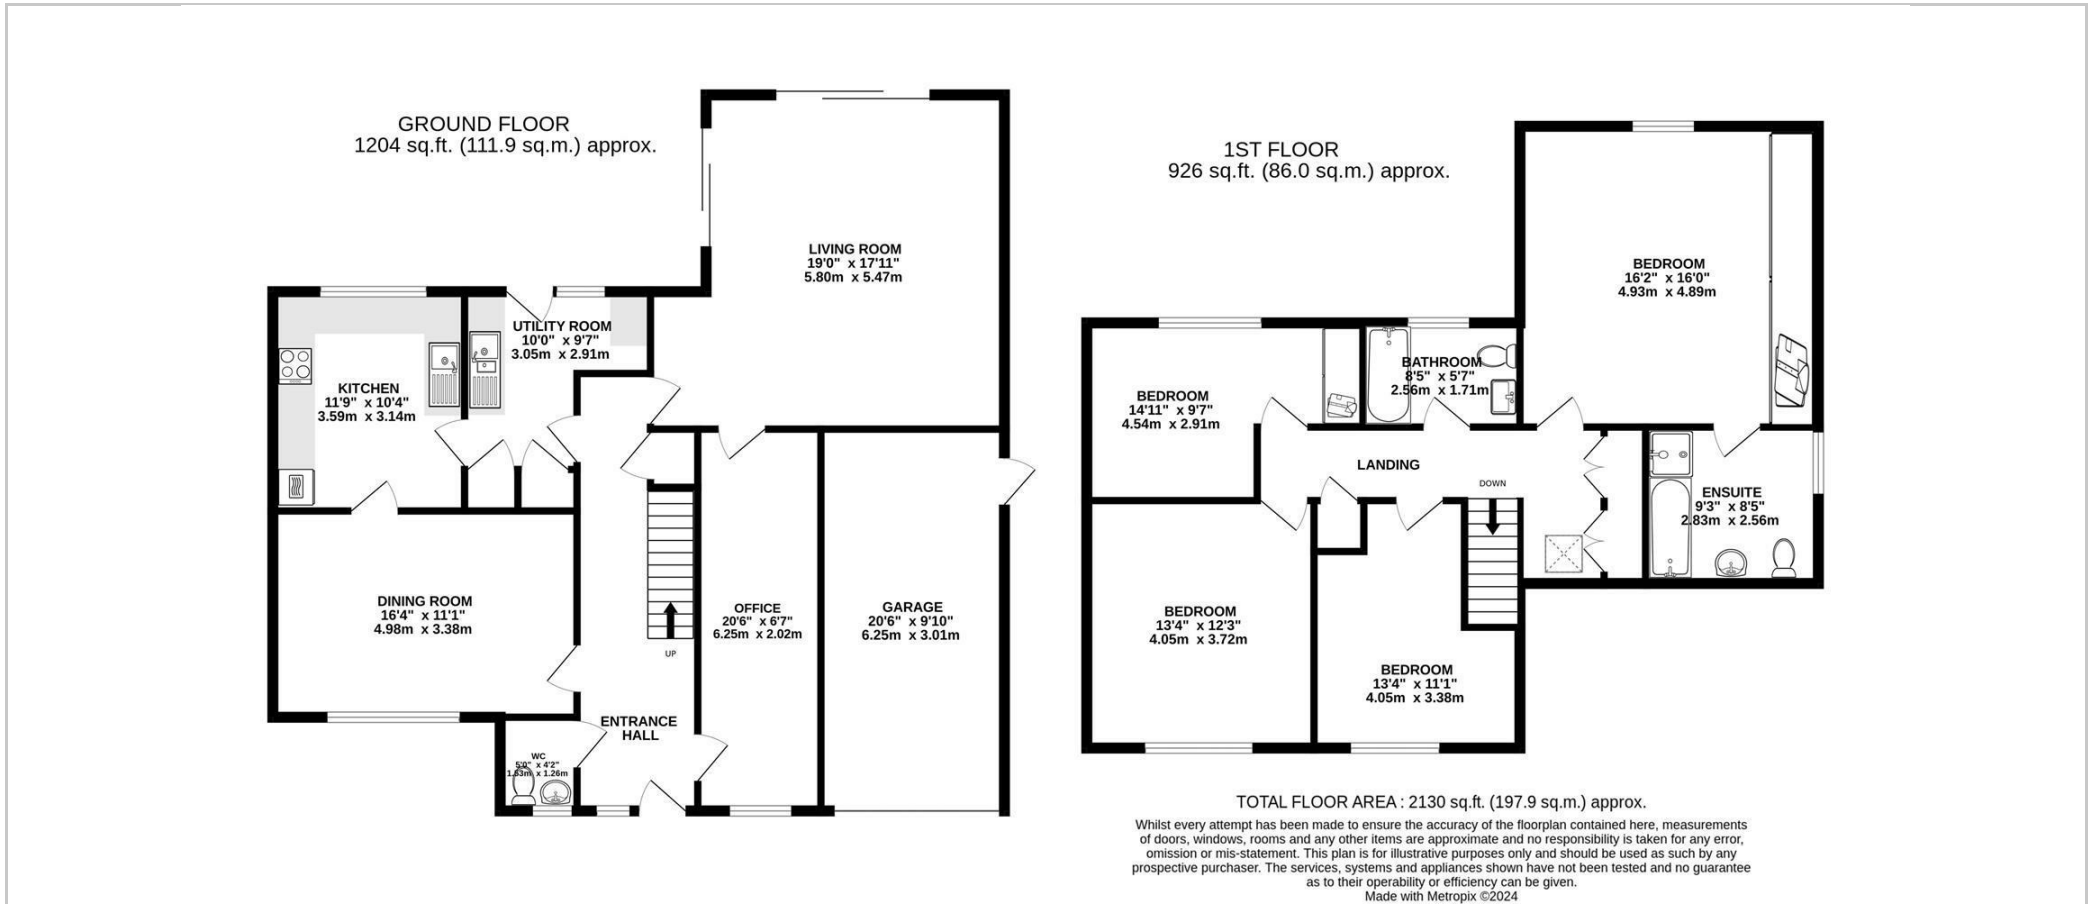 GROUND FLOOR
1204 sq.ft. (111.9 sq.m.) approx.
LIVING ROOM
19'0" x 17'11"
5.80m x 5.47m
UTILITY ROOM
10'0" x 9'7"
3.05m x 2.91m
KITCHEN
11'9" x 10'4"
3.59m x 3.14m
DINING ROOM
16'4" x 11'1"
4.98m x 3.38m
OFFICE
20'6" x 6'7"
6.25m x 2.02m
GARAGE
20'6" x 9'10"
6.25m x 3.01m
UP
ENTRANCE
HALL
WC
5'0" x 4'2"
1.53m x 1.26m
1ST FLOOR
926 sq.ft. (86.0 sq.m.) approx.
BEDROOM
16'2" x 16'0"
4.93m x 4.89m
BATHROOM
8'5" x 5'7"
2.56m x 1.71m
BEDROOM
14'11" x 9'7"
4.54m x 2.91m
LANDING
DOWN
ENSUITE
9'3" x 8'5"
2.83m x 2.56m
BEDROOM
13'4" x 12'3"
4.05m x 3.72m
BEDROOM
13'4" x 11'1"
4.05m x 3.38m
TOTAL FLOOR AREA : 2130 sq.ft. (197.9 sq.m.) approx.
Whilst every attempt has been made to ensure the accuracy of the floorplan contained here, measurements
of doors, windows, rooms and any other items are approximate and no responsibility is taken for any error,
omission or mis-statement. This plan is for illustrative purposes only and should be used as such by any
prospective purchaser. The services, systems and appliances shown have not been tested and no guarantee
as to their operability or efficiency can be given.
Made with Metropix ©2024